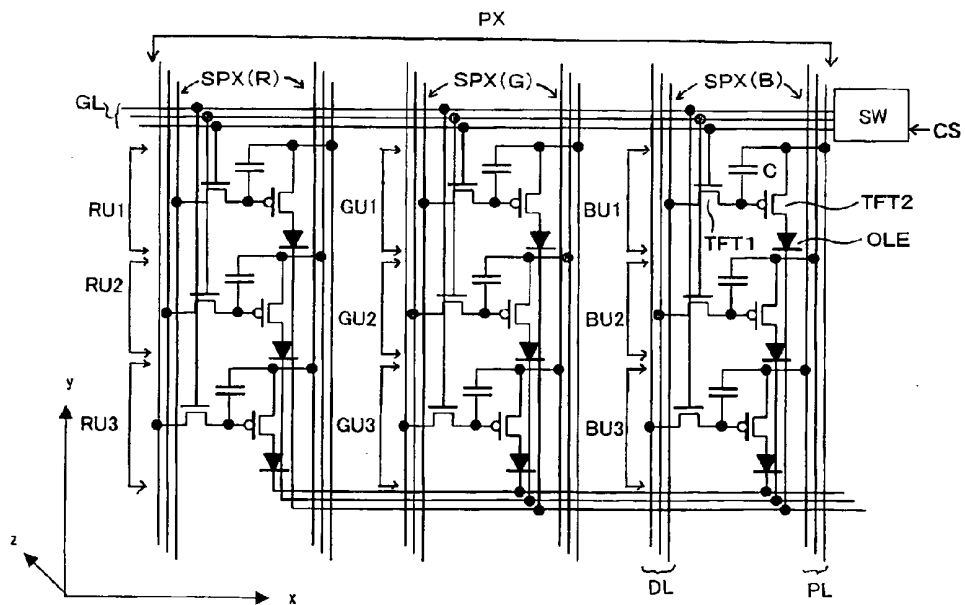 PX
SPX(R) SPX(G) SPX(B)
GL
SW
CS
C
RU1 GU1 BU1
TFT1 TFT2
OLE
RU2 GU2 BU2
RU3 GU3 BU3
y
z
x
DL PL